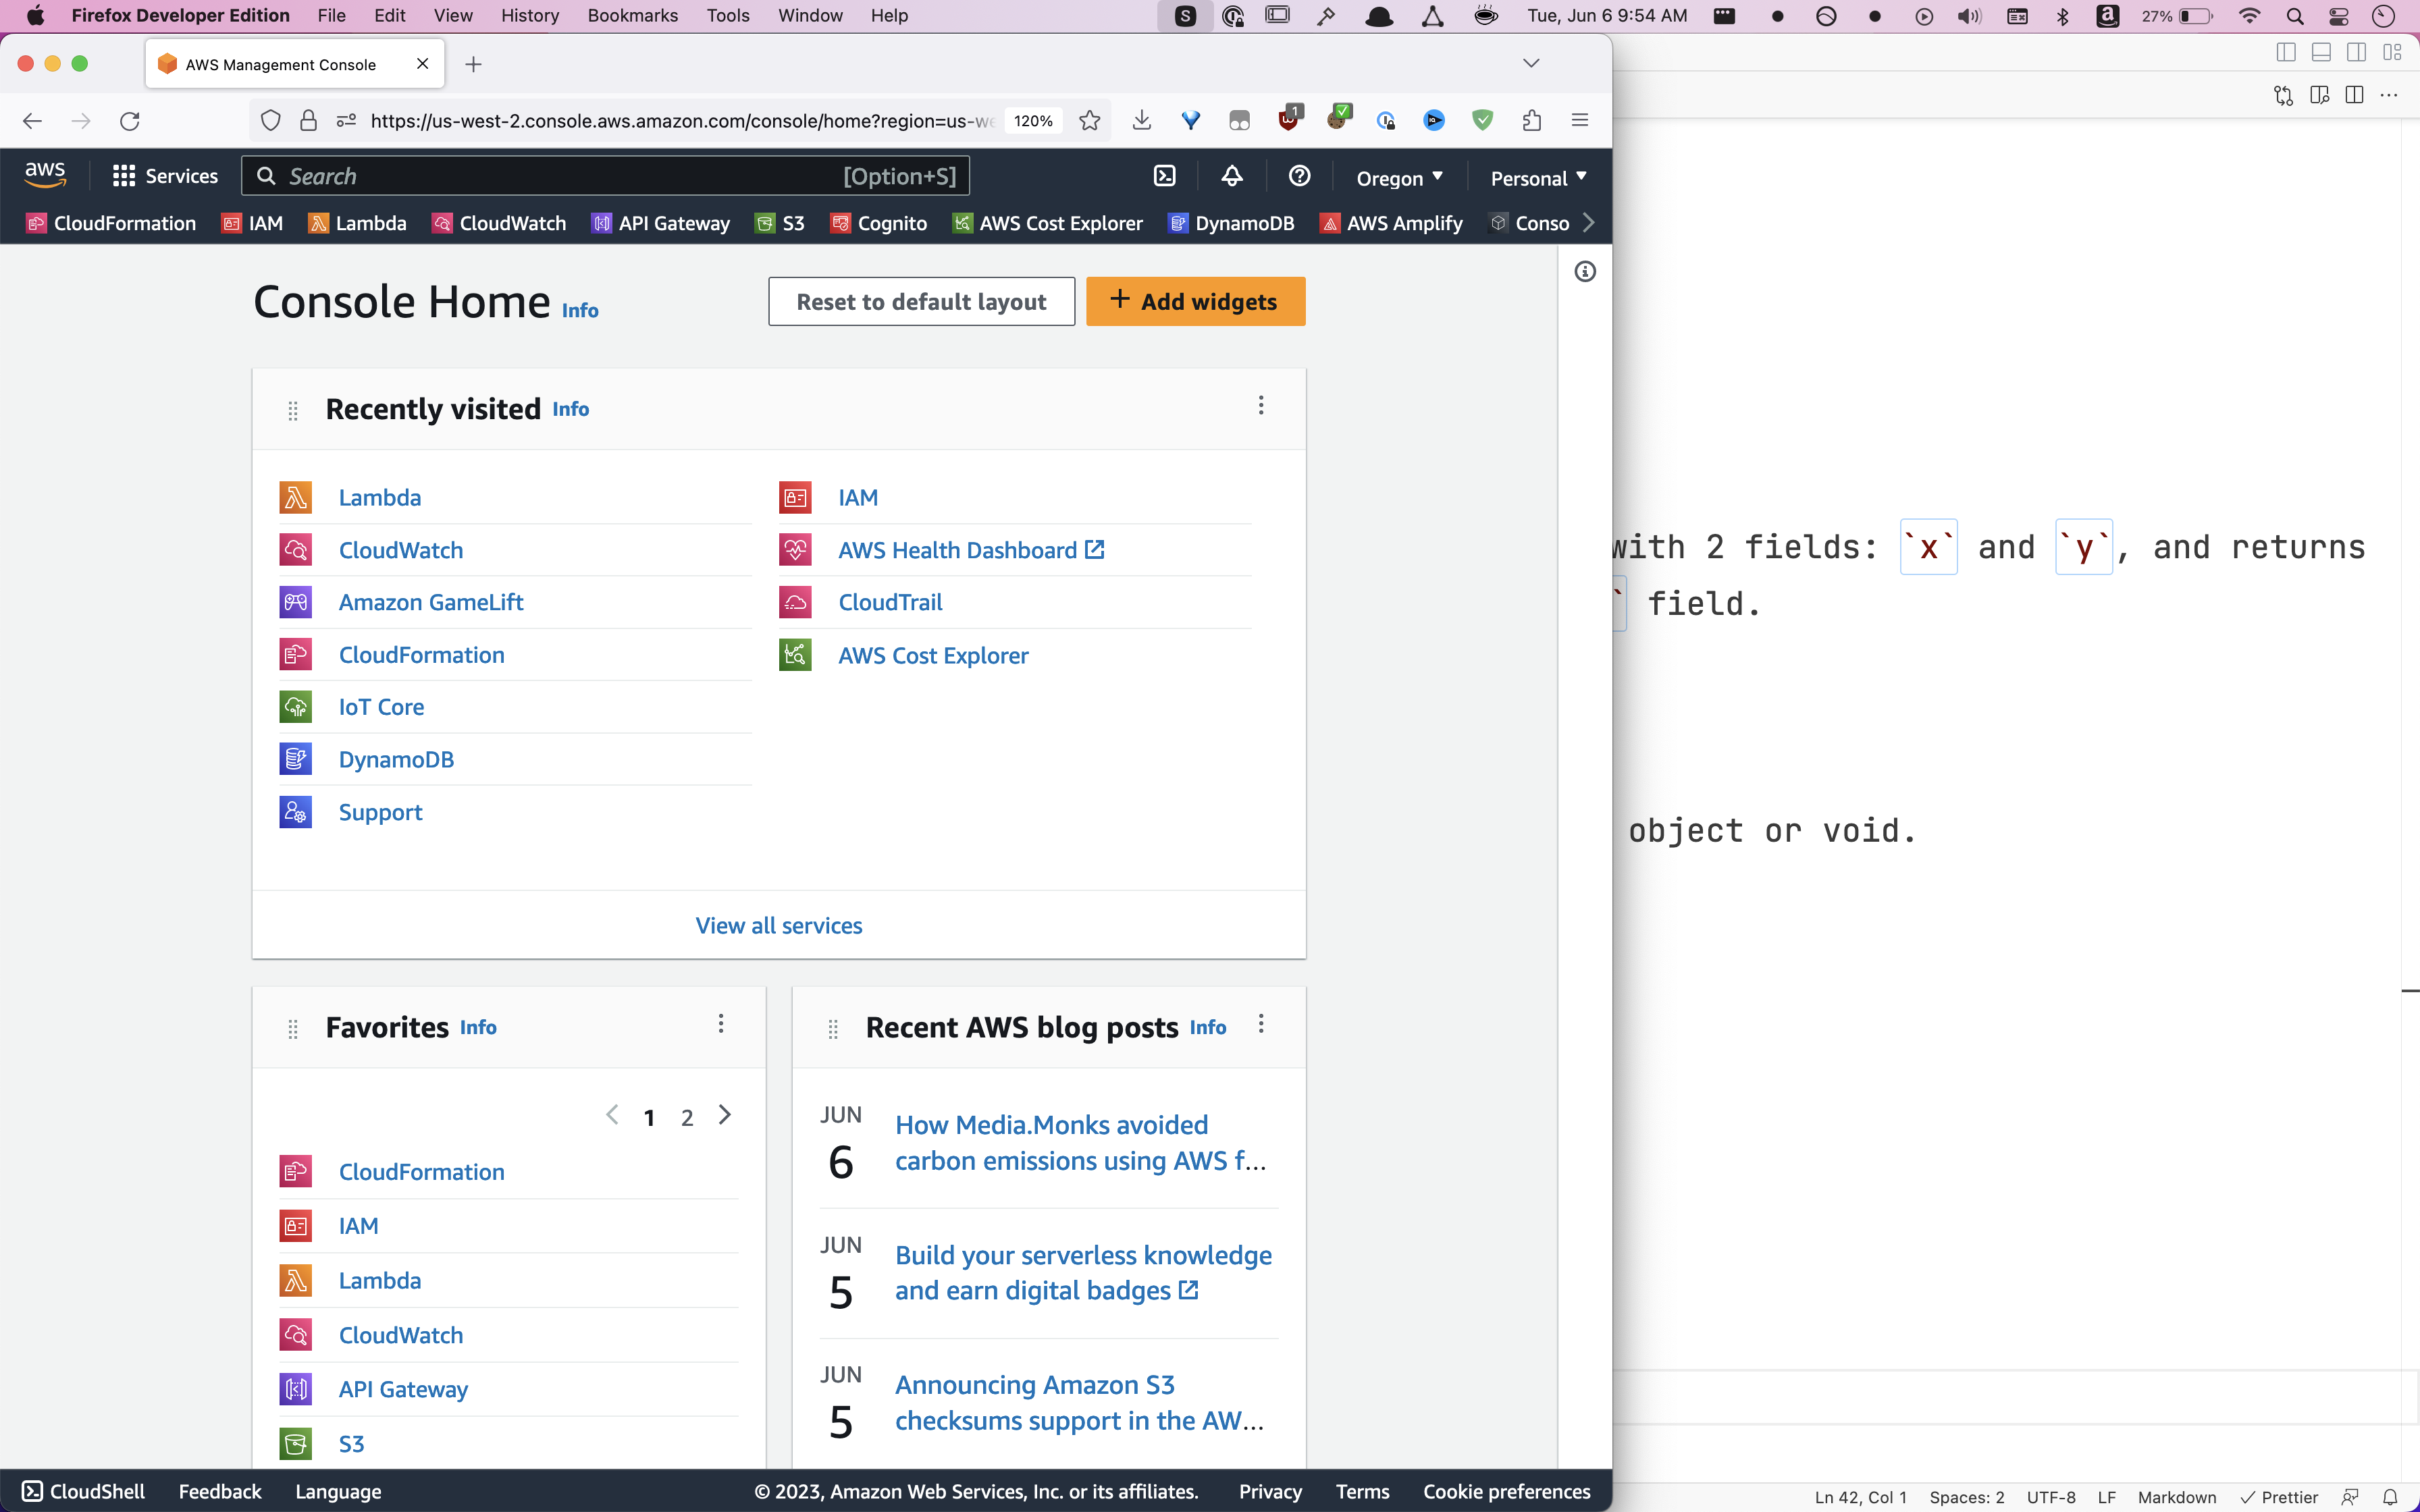 Firefox Developer Edition File Edit View History Bookmarks Tools Window Help S Tue, Jun 6 9:54 AM 27%
AWS Management Console
https://us-west-2.console.aws.amazon.com/console/home?region=us-we 120% 1
aws Services Search [Option+S] Oregon Personal
CloudFormation IAM Lambda CloudWatch API Gateway S3 Cognito AWS Cost Explorer DynamoDB AWS Amplify Conso
Console Home Info Reset to default layout + Add widgets
Recently visited Info
Lambda
CloudWatch
Amazon GameLift
CloudFormation
IoT Core
DynamoDB
Support
IAM
AWS Health Dashboard
CloudTrail
AWS Cost Explorer
View all services
Favorites Info
1 2
CloudFormation
IAM
Lambda
CloudWatch
API Gateway
S3
Recent AWS blog posts Info
JUN
6
How Media.Monks avoided
carbon emissions using AWS f...
JUN
5
Build your serverless knowledge
and earn digital badges
JUN
5
Announcing Amazon S3
checksums support in the AW...
CloudShell Feedback Language © 2023, Amazon Web Services, Inc. or its affiliates. Privacy Terms Cookie preferences
with 2 fields: `x` and `y`, and returns
` field.
object or void.
Ln 42, Col 1 Spaces: 2 UTF-8 LF Markdown Prettier